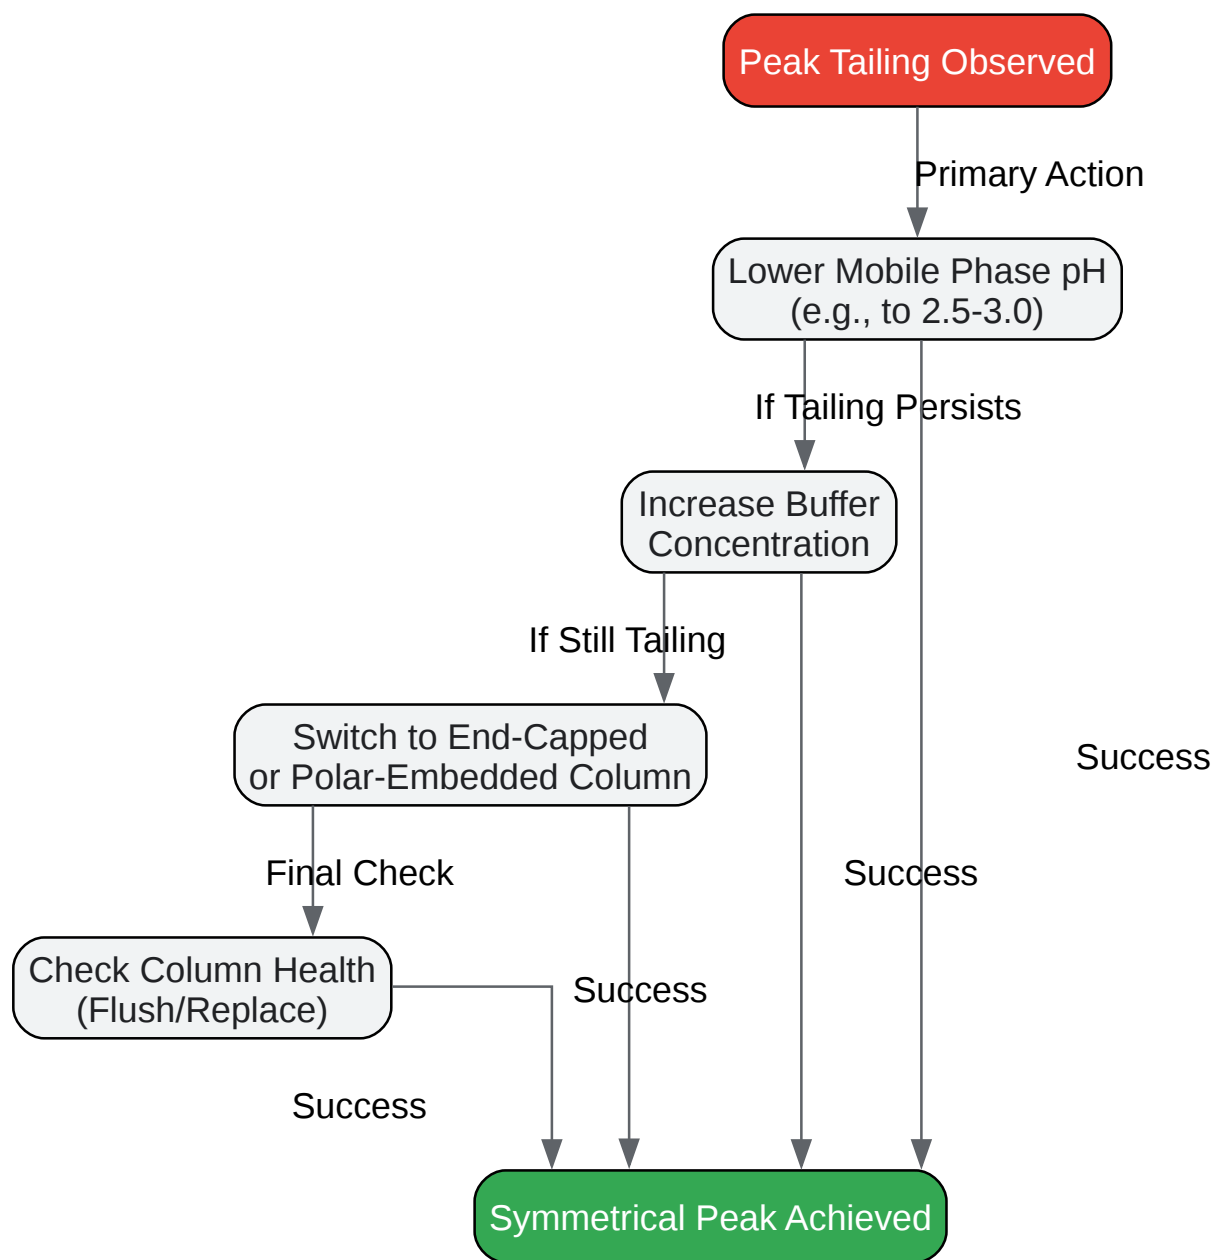 Peak Tailing Observed
Primary Action
Lower Mobile Phase pH
(e.g., to 2.5-3.0)
If Tailing Persists
Increase Buffer
Concentration
If Still Tailing
Switch to End-Capped
or Polar-Embedded Column
Success
Final Check
Success
Check Column Health
(Flush/Replace)
Success
Success
Symmetrical Peak Achieved